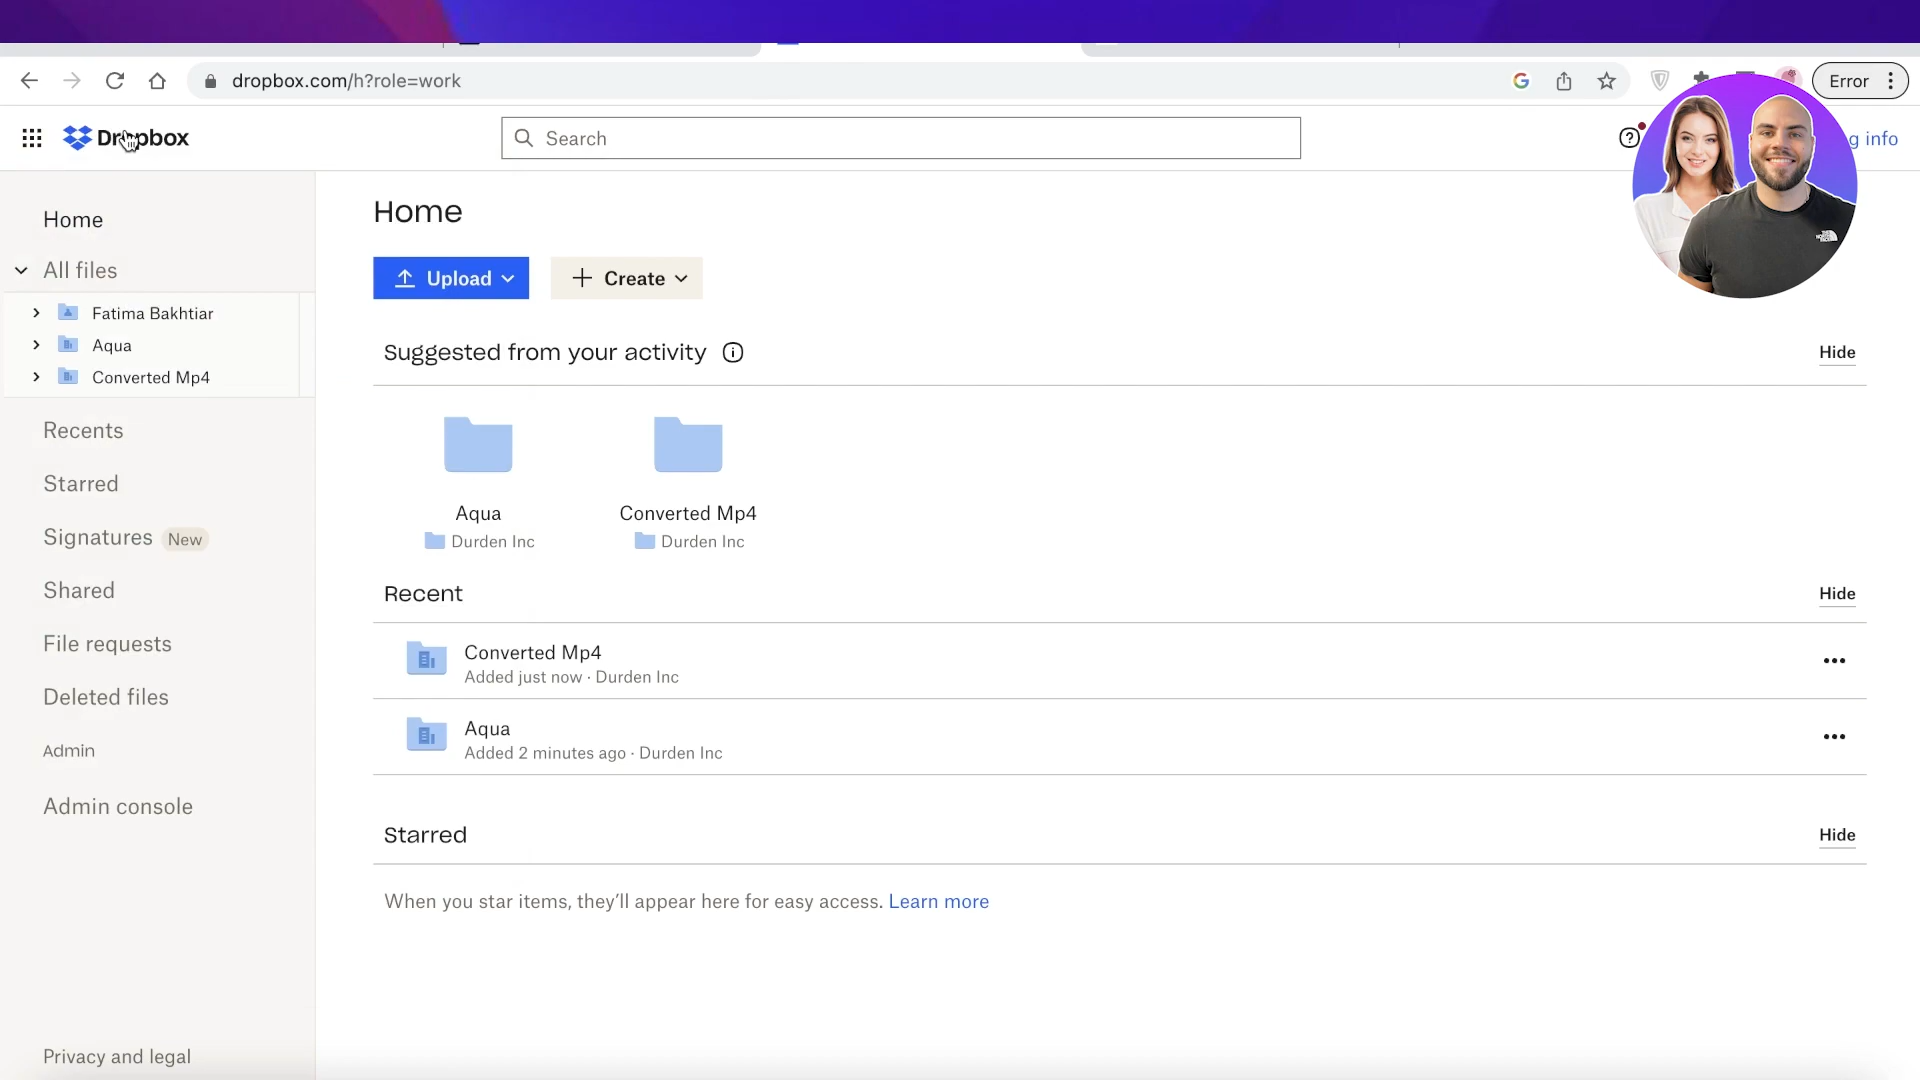 dropbox.com/h?role=work
Error
Dropbox
Search
g info
Home
All files
Fatima Bakhtiar
Aqua
Converted Mp4
Recents
Starred
Signatures New
Shared
File requests
Deleted files
Admin
Admin console
Privacy and legal
Home
Upload
Create
Suggested from your activity
Hide
Aqua
Durden Inc
Converted Mp4
Durden Inc
Recent
Hide
Converted Mp4
Added just now · Durden Inc
Aqua
Added 2 minutes ago · Durden Inc
Starred
Hide
When you star items, they'll appear here for easy access. Learn more